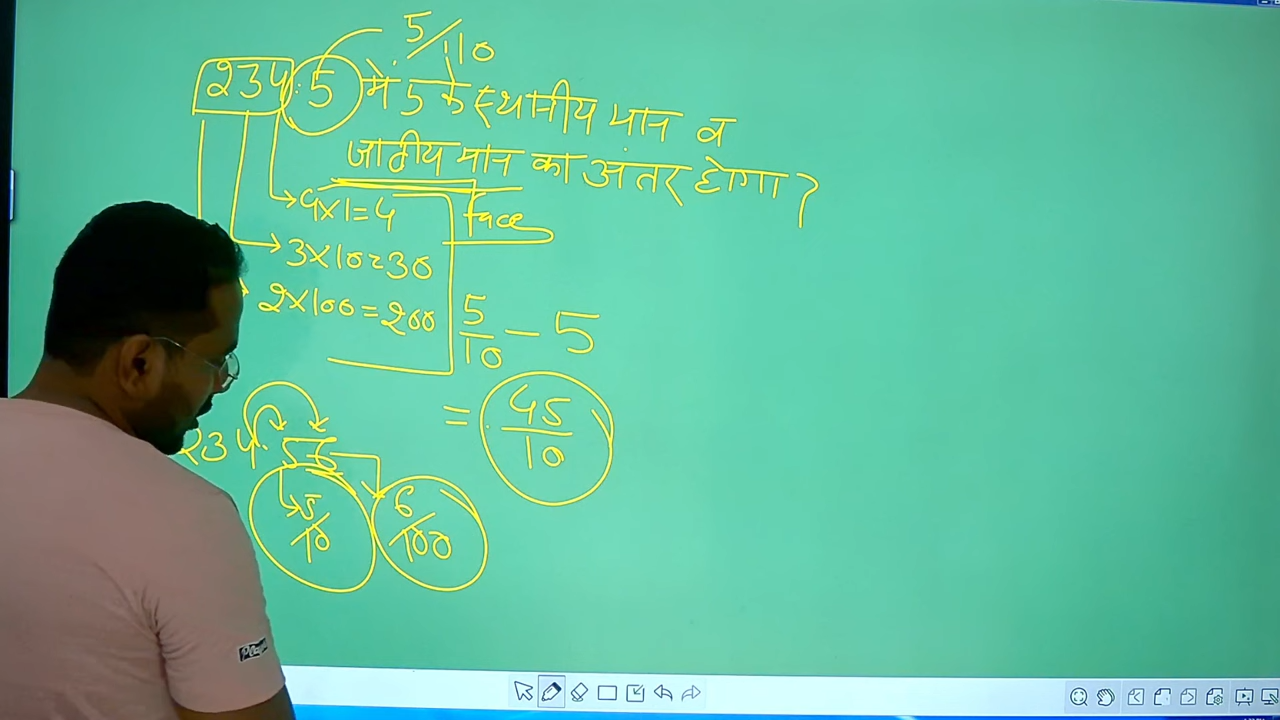 5/10
234.5 में 5 के स्थानीय मान व
जातीय मान का अंतर होगा?
Face
4×1=4
3×10=30
2×100=200
5/10 - 5
= 45/10
234.56
5/10
6/100